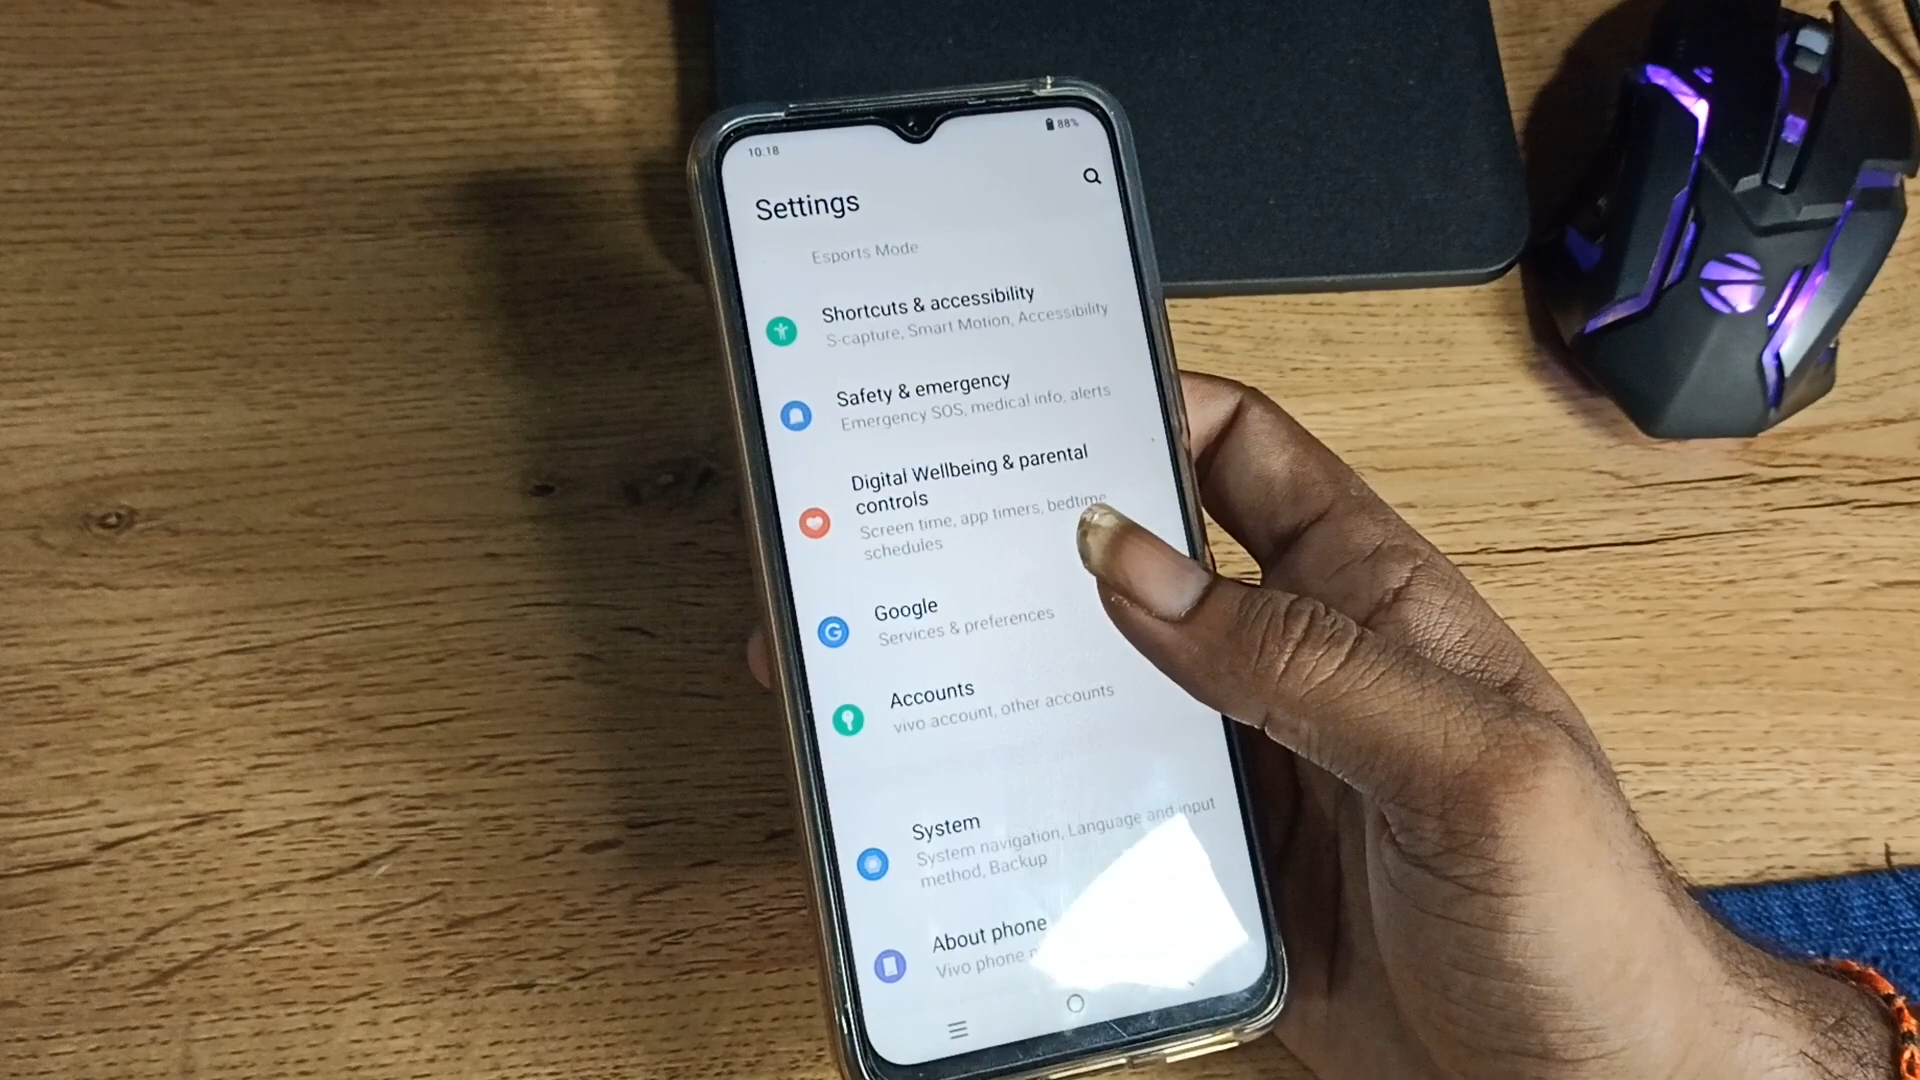 10:18
88%
Settings
Esports Mode
Shortcuts & accessibility
S-capture, Smart Motion, Accessibility
Safety & emergency
Emergency SOS, medical info, alerts
Digital Wellbeing & parental
controls
Screen time, app timers, bedtime
schedules
Google
Services & preferences
Accounts
vivo account, other accounts
System
System navigation, Language and input
method, Backup
About phone
Vivo phone